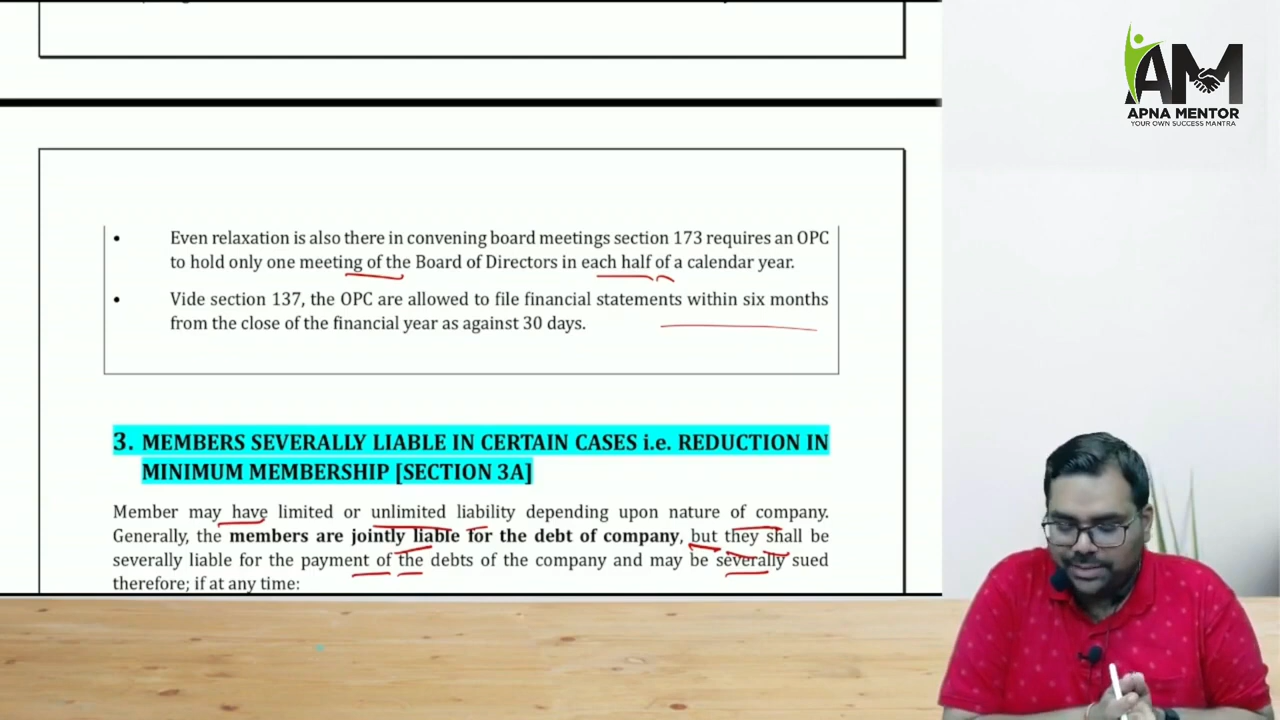 AM
APNA MENTOR
YOUR OWN SUCCESS MANTRA
• Even relaxation is also there in convening board meetings section 173 requires an OPC
to hold only one meeting of the Board of Directors in each half of a calendar year.
• Vide section 137, the OPC are allowed to file financial statements within six months
from the close of the financial year as against 30 days.
3. MEMBERS SEVERALLY LIABLE IN CERTAIN CASES i.e. REDUCTION IN
MINIMUM MEMBERSHIP [SECTION 3A]
Member may have limited or unlimited liability depending upon nature of company.
Generally, the members are jointly liable for the debt of company, but they shall be
severally liable for the payment of the debts of the company and may be severally sued
therefore; if at any time: